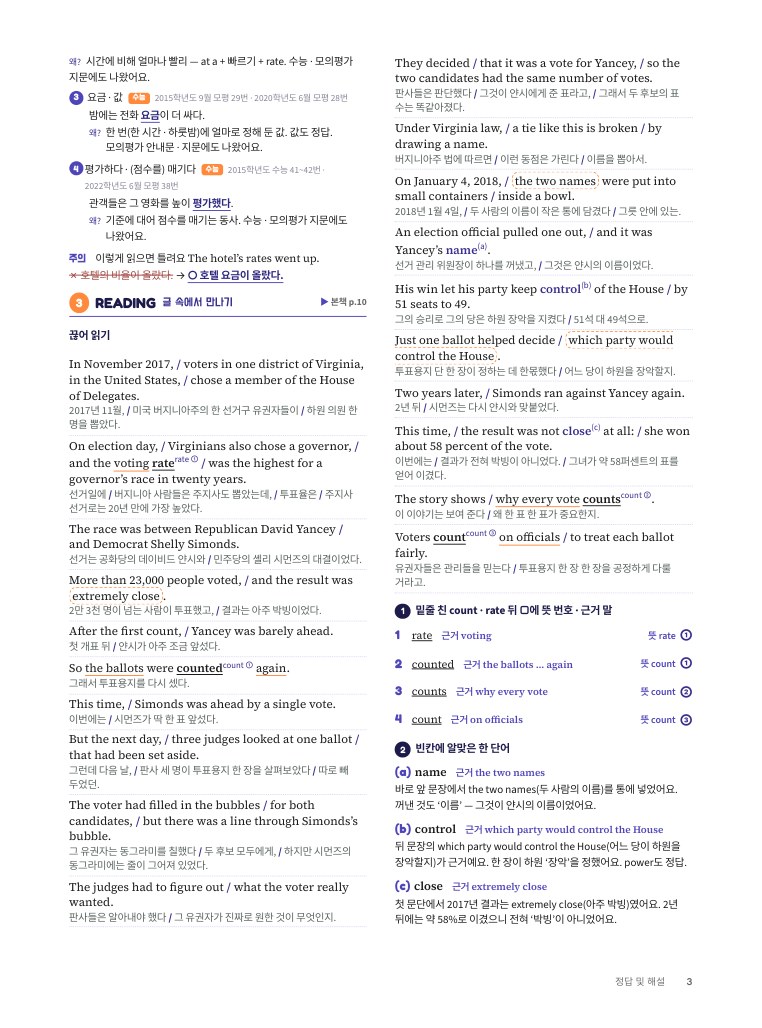 왜? 시간에 비해 얼마나 빨리 — at a + 빠르기 + rate. 수능 · 모의평가
지문에도 나왔어요.
3 요금 · 값 수능 2015학년도 9월 모평 29번 · 2020학년도 6월 모평 28번
밤에는 전화 요금이 더 싸다.
왜? 한 번(한 시간 · 하룻밤)에 얼마로 정해 둔 값. 값도 정답.
모의평가 안내문 · 지문에도 나와요.
4 평가하다 · (점수를) 매기다 수능 2015학년도 수능 41~42번 ·
2022학년도 6월 모평 38번
관객들은 그 영화를 높이 평가했다.
왜? 기준에 대어 점수를 매기는 동사. 수능 · 모의평가 지문에도
나와요.
주의 이렇게 읽으면 틀려요 The hotel's rates went up.
× 호텔의 비율이 올랐다. → ○ 호텔 요금이 올랐다.
3 READING 글 속에서 만나기 ▶ 본책 p.10
끊어 읽기
In November 2017, / voters in one district of Virginia,
in the United States, / chose a member of the House
of Delegates.
2017년 11월, / 미국 버지니아주의 한 선거구 유권자들이 / 하원 의원 한
명을 뽑았다.
On election day, / Virginians also chose a governor, /
and the voting rate rate ① / was the highest for a
governor's race in twenty years.
선거일에 / 버지니아 사람들은 주지사도 뽑았는데, / 투표율은 / 주지사
선거로는 20년 만에 가장 높았다.
The race was between Republican David Yancey /
and Democrat Shelly Simonds.
선거는 공화당의 데이비드 얀시와 / 민주당의 셸리 시먼즈의 대결이었다.
More than 23,000 people voted, / and the result was
extremely close.
2만 3천 명이 넘는 사람이 투표했고, / 결과는 아주 박빙이었다.
After the first count, / Yancey was barely ahead.
첫 개표 뒤 / 얀시가 아주 조금 앞섰다.
So the ballots were counted count ① again.
그래서 투표용지를 다시 셌다.
This time, / Simonds was ahead by a single vote.
이번에는 / 시먼즈가 딱 한 표 앞섰다.
But the next day, / three judges looked at one ballot /
that had been set aside.
그런데 다음 날, / 판사 세 명이 투표용지 한 장을 살펴보았다 / 따로 빼
두었던.
The voter had filled in the bubbles / for both
candidates, / but there was a line through Simonds's
bubble.
그 유권자는 동그라미를 칠했다 / 두 후보 모두에게, / 하지만 시먼즈의
동그라미에는 줄이 그어져 있었다.
The judges had to figure out / what the voter really
wanted.
판사들은 알아내야 했다 / 그 유권자가 진짜로 원한 것이 무엇인지.
They decided / that it was a vote for Yancey, / so the
two candidates had the same number of votes.
판사들은 판단했다 / 그것이 얀시에게 준 표라고, / 그래서 두 후보의 표
수는 똑같아졌다.
Under Virginia law, / a tie like this is broken / by
drawing a name.
버지니아주 법에 따르면 / 이런 동점은 가린다 / 이름을 뽑아서.
On January 4, 2018, / the two names were put into
small containers / inside a bowl.
2018년 1월 4일, / 두 사람의 이름이 작은 통에 담겼다 / 그릇 안에 있는.
An election official pulled one out, / and it was
Yancey's name(a).
선거 관리 위원장이 하나를 꺼냈고, / 그것은 얀시의 이름이었다.
His win let his party keep control(b) of the House / by
51 seats to 49.
그의 승리로 그의 당은 하원 장악을 지켰다 / 51석 대 49석으로.
Just one ballot helped decide / which party would
control the House.
투표용지 단 한 장이 정하는 데 한몫했다 / 어느 당이 하원을 장악할지.
Two years later, / Simonds ran against Yancey again.
2년 뒤 / 시먼즈는 다시 얀시와 맞붙었다.
This time, / the result was not close(c) at all: / she won
about 58 percent of the vote.
이번에는 / 결과가 전혀 박빙이 아니었다. / 그녀가 약 58퍼센트의 표를
얻어 이겼다.
The story shows / why every vote counts count ②.
이 이야기는 보여 준다 / 왜 한 표 한 표가 중요한지.
Voters count count ③ on officials / to treat each ballot
fairly.
유권자들은 관리들을 믿는다 / 투표용지 한 장 한 장을 공정하게 다룰
거라고.
1 밑줄 친 count · rate 뒤 □에 뜻 번호 · 근거 말
1 rate 근거 voting 뜻 rate ①
2 counted 근거 the ballots ... again 뜻 count ①
3 counts 근거 why every vote 뜻 count ②
4 count 근거 on officials 뜻 count ③
2 빈칸에 알맞은 한 단어
(a) name 근거 the two names
바로 앞 문장에서 the two names(두 사람의 이름)를 통에 넣었어요.
꺼낸 것도 '이름' — 그것이 얀시의 이름이었어요.
(b) control 근거 which party would control the House
뒤 문장의 which party would control the House(어느 당이 하원을
장악할지)가 근거예요. 한 장이 하원 '장악'을 정했어요. power도 정답.
(c) close 근거 extremely close
첫 문단에서 2017년 결과는 extremely close(아주 박빙)였어요. 2년
뒤에는 약 58%로 이겼으니 전혀 '박빙'이 아니었어요.
정답 및 해설 3